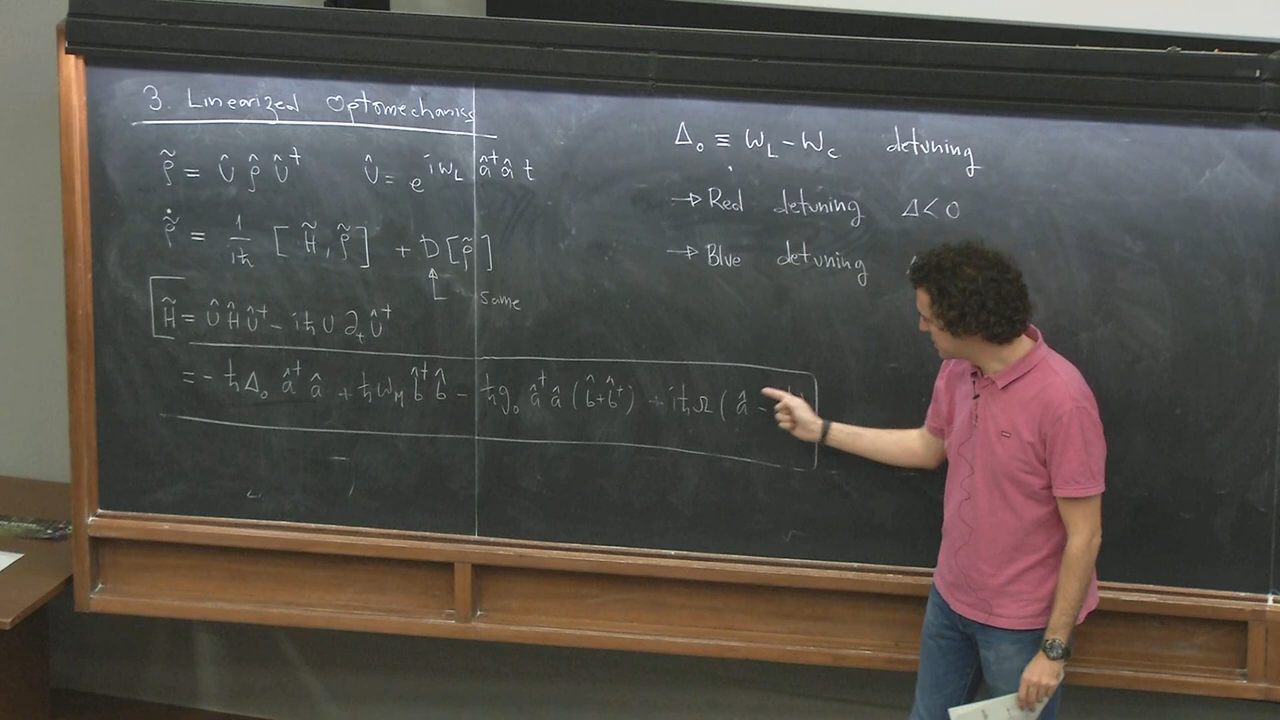 3. Linearized Optomechanics
ρ̃ = Û ρ̂ Û† Û = e^{iω_L â†â t}
ρ̃̇ = 1/iħ [H̃, ρ̃] + D[ρ̃]
same
H̃ = Û Ĥ Û† - iħ U ∂_t Û†
= -ħΔ₀ â†â + ħω_M b̂†b̂ - ħg₀ â†â (b̂+b̂†) + iħΩ (â -
Δ₀ ≡ ω_L - ω_c detuning
→ Red detuning Δ<0
→ Blue detuning